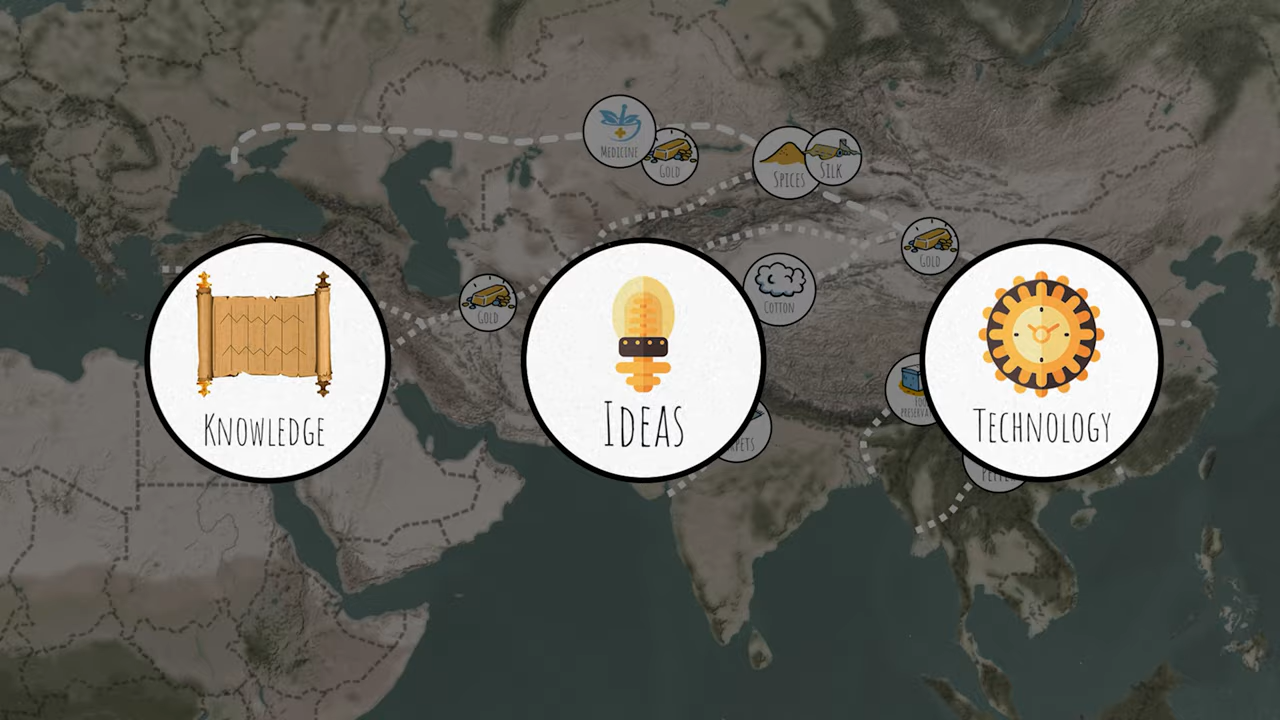 Medicine
Gold
Spices
Silk
Gold
Gold
Cotton
Knowledge
Ideas
Technology